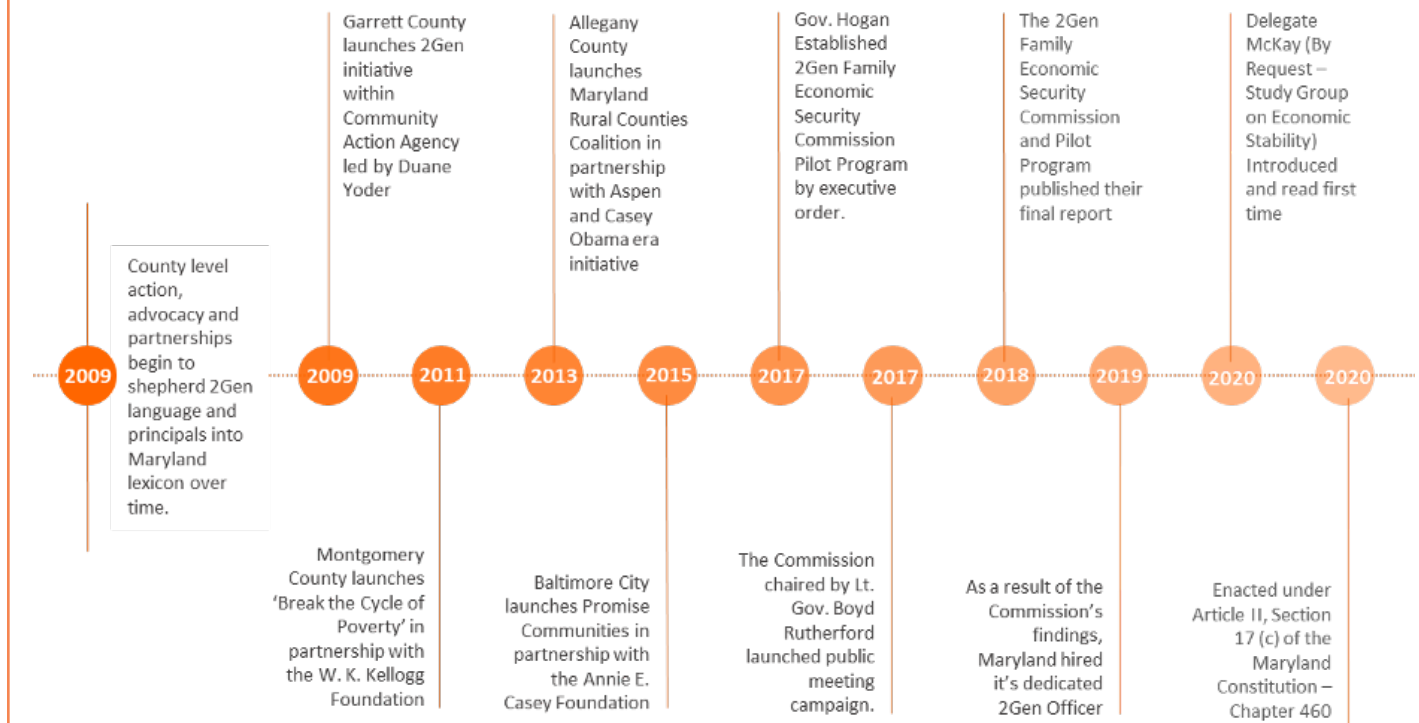 Garrett County
launches 2Gen
initiative
within
Community
Action Agency
led by Duane
Yoder
Allegany
County
launches
Maryland
Rural Counties
Coalition in
partnership
with Aspen
and Casey
Obama era
initiative
Gov. Hogan
Established
2Gen Family
Economic
Security
Commission
Pilot Program
by executive
order.
The 2Gen
Family
Economic
Security
Commission
and Pilot
Program
published their
final report
Delegate
McKay (By
Request –
Study Group
on Economic
Stability)
Introduced
and read first
time
County level
action,
advocacy and
partnerships
begin to
shepherd 2Gen
language and
principals into
Maryland
lexicon over
time.
2009
2009
2011
2013
2015
2017
2017
2018
2019
2020
2020
Montgomery
County launches
‘Break the Cycle of
Poverty’ in
partnership with
the W. K. Kellogg
Foundation
Baltimore City
launches Promise
Communities in
partnership with
the Annie E.
Casey Foundation
The Commission
chaired by Lt.
Gov. Boyd
Rutherford
launched public
meeting
campaign.
As a result of the
Commission’s
findings,
Maryland hired
it’s dedicated
2Gen Officer
Enacted under
Article II, Section
17 (c) of the
Maryland
Constitution –
Chapter 460